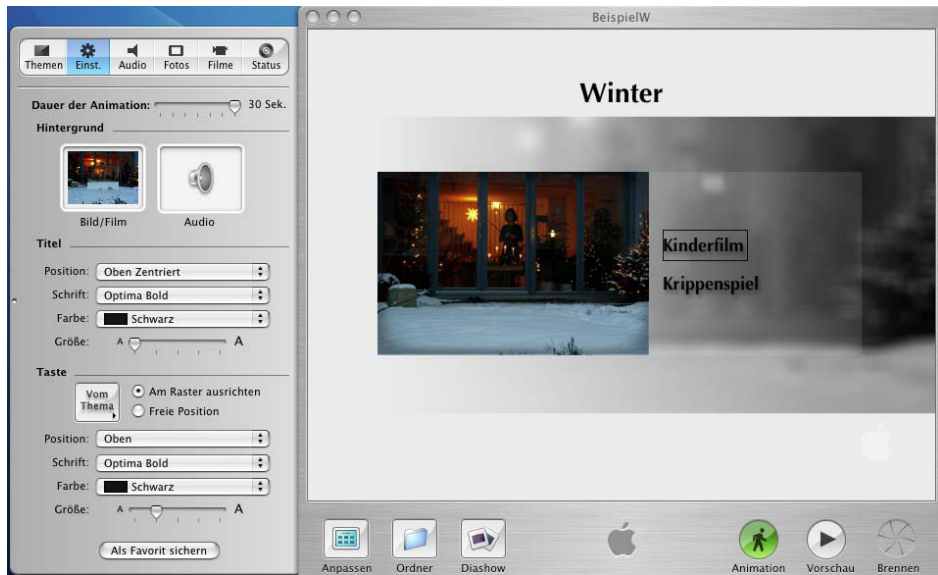 Themen Einst. Audio Fotos Filme Status
Dauer der Animation: 30 Sek.
Hintergrund
Bild/Film Audio
Titel
Position: Oben Zentriert
Schrift: Optima Bold
Farbe: Schwarz
Größe: A A
Taste
Vom
Thema
Am Raster ausrichten
Freie Position
Position: Oben
Schrift: Optima Bold
Farbe: Schwarz
Größe: A A
Als Favorit sichern
BeispielW
Winter
Kinderfilm
Krippenspiel
Anpassen Ordner Diashow Animation Vorschau Brennen